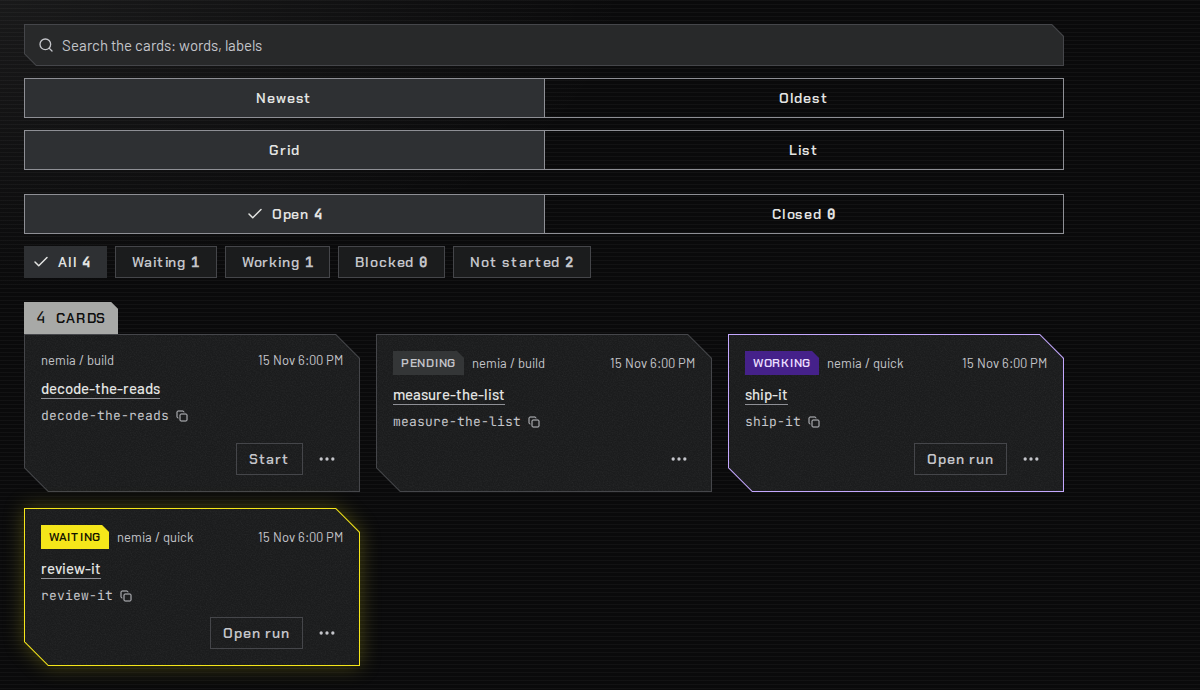 Search the cards: words, labels
Newest Oldest
Grid List
Open 4 Closed 0
All 4 Waiting 1 Working 1 Blocked 0 Not started 2
4 CARDS
nemia / build 15 Nov 6:00 PM
decode-the-reads
decode-the-reads
Start
PENDING nemia / build 15 Nov 6:00 PM
measure-the-list
measure-the-list
WORKING nemia / quick 15 Nov 6:00 PM
ship-it
ship-it
Open run
WAITING nemia / quick 15 Nov 6:00 PM
review-it
review-it
Open run